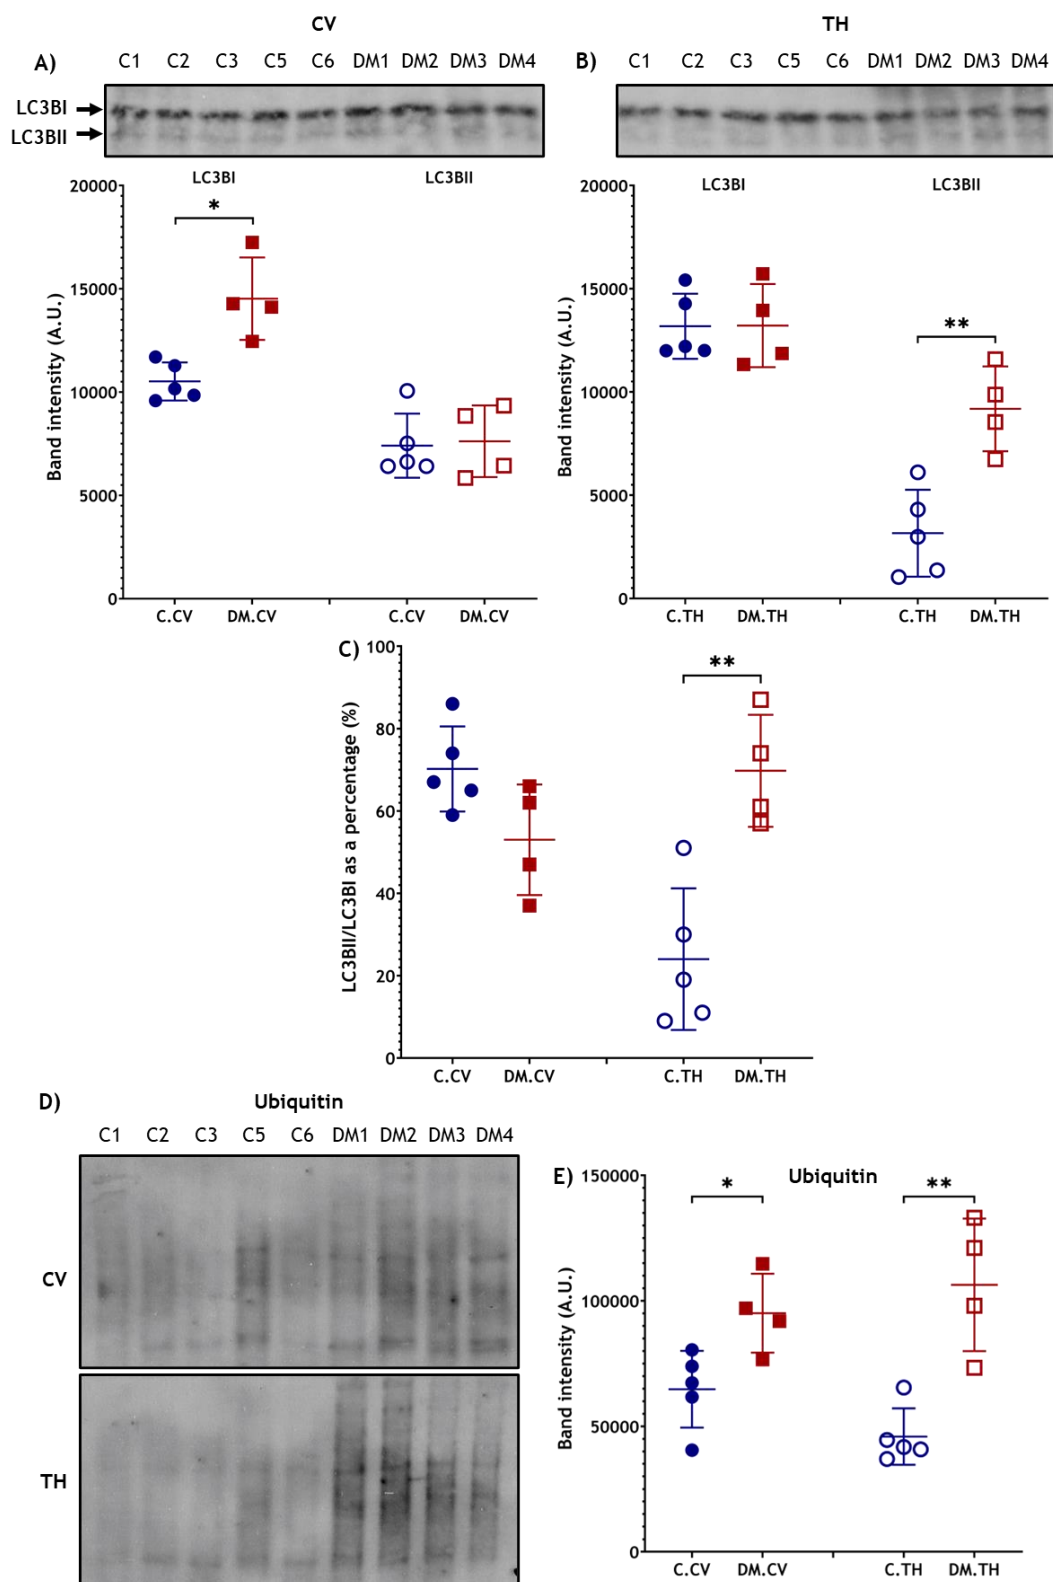 CV
TH
A)
C1 C2 C3 C5 C6 DM1 DM2 DM3 DM4
B)
C1 C2 C3 C5 C6 DM1 DM2 DM3 DM4
LC3BI
LC3BII
LC3BI
LC3BII
*
20000
15000
10000
5000
0
Band intensity (A.U.)
C.CV DM.CV C.CV DM.CV
LC3BI
LC3BII
**
20000
15000
10000
5000
0
Band intensity (A.U.)
C.TH DM.TH C.TH DM.TH
C)
**
100
80
60
40
20
0
LC3BII/LC3BI as a percentage (%)
C.CV DM.CV C.TH DM.TH
D)
Ubiquitin
C1 C2 C3 C5 C6 DM1 DM2 DM3 DM4
CV
TH
E)
Ubiquitin
*
**
150000
100000
50000
0
Band intensity (A.U.)
C.CV DM.CV C.TH DM.TH